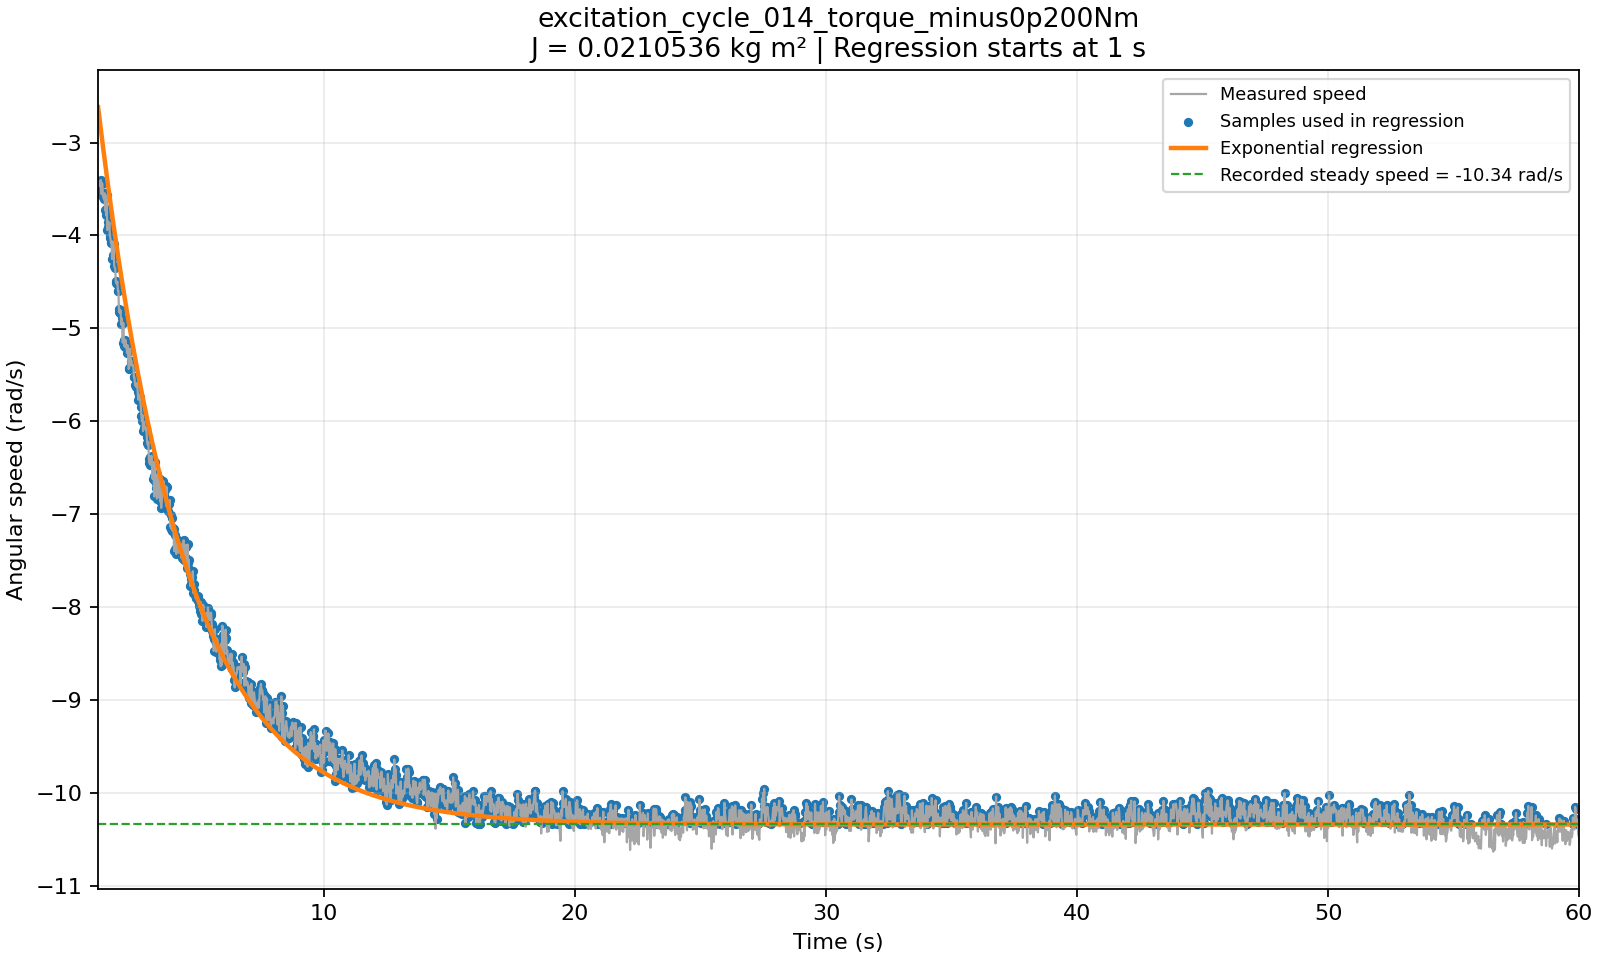 excitation_cycle_014_torque_minus0p200Nm
J = 0.0210536 kg m² | Regression starts at 1 s
Measured speed
Samples used in regression
Exponential regression
Recorded steady speed = -10.34 rad/s
Angular speed (rad/s)
−3
−4
−5
−6
−7
−8
−9
−10
−11
10 20 30 40 50 60
Time (s)